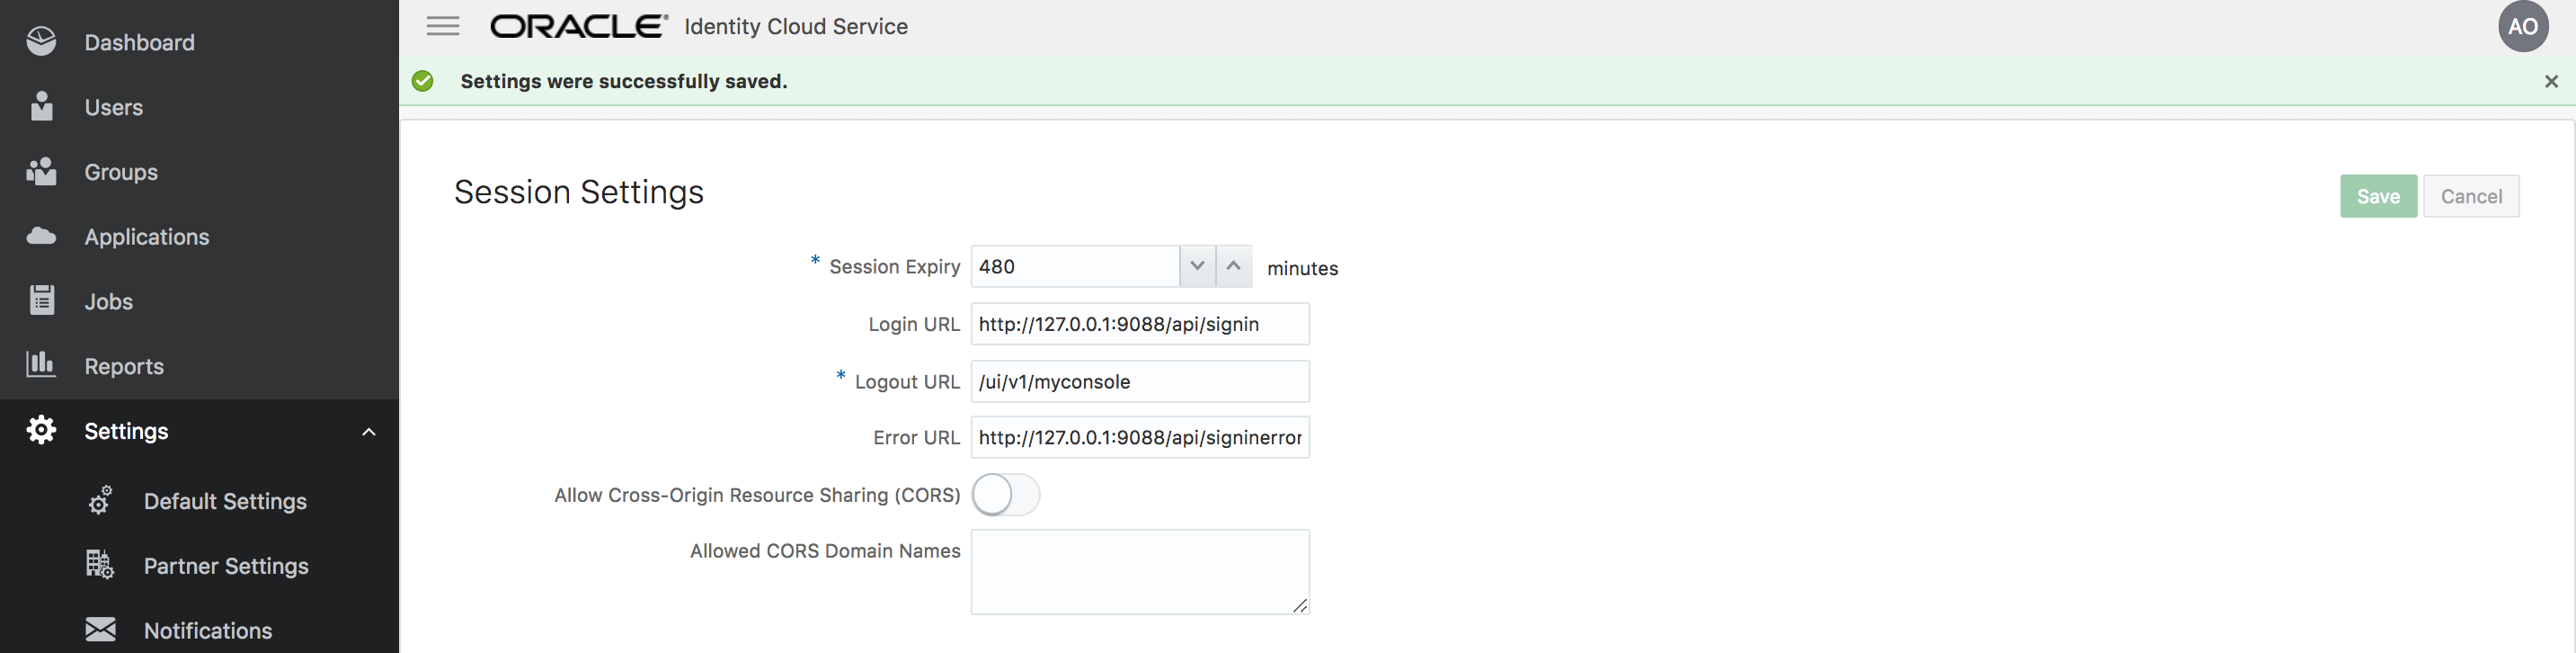 Dashboard
Users
Groups
Applications
Jobs
Reports
Settings
Default Settings
Partner Settings
Notifications
ORACLE® Identity Cloud Service
AO
Settings were successfully saved.
Session Settings
Save
Cancel
* Session Expiry 480 minutes
Login URL http://127.0.0.1:9088/api/signin
* Logout URL /ui/v1/myconsole
Error URL http://127.0.0.1:9088/api/signinerror
Allow Cross-Origin Resource Sharing (CORS)
Allowed CORS Domain Names